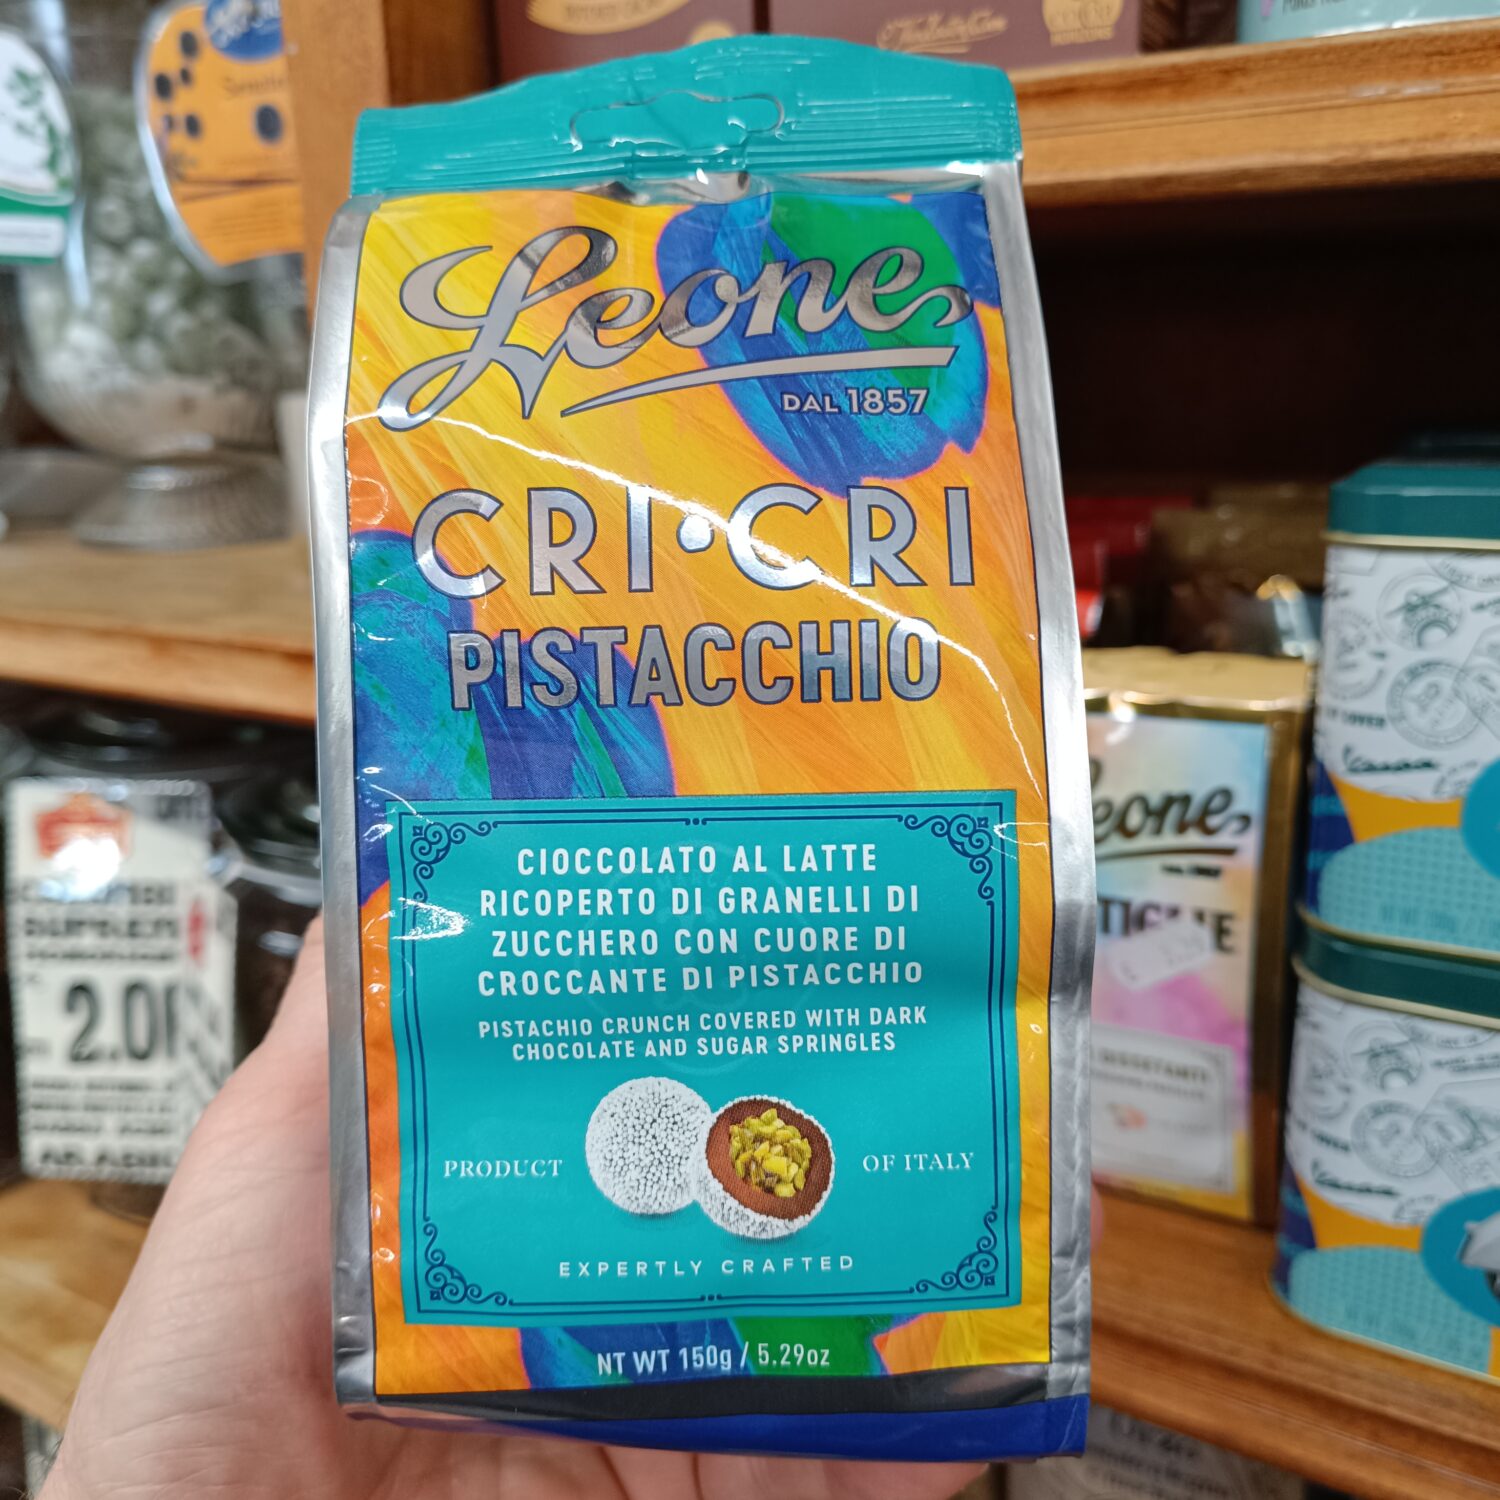 Leone
DAL 1857
CRI•CRI
PISTACCHIO
CIOCCOLATO AL LATTE
RICOPERTO DI GRANELLI DI
ZUCCHERO CON CUORE DI
CROCCANTE DI PISTACCHIO
PISTACHIO CRUNCH COVERED WITH DARK
CHOCOLATE AND SUGAR SPRINGLES
PRODUCT OF ITALY
EXPERTLY CRAFTED
NT WT 150g / 5.29oz
eone